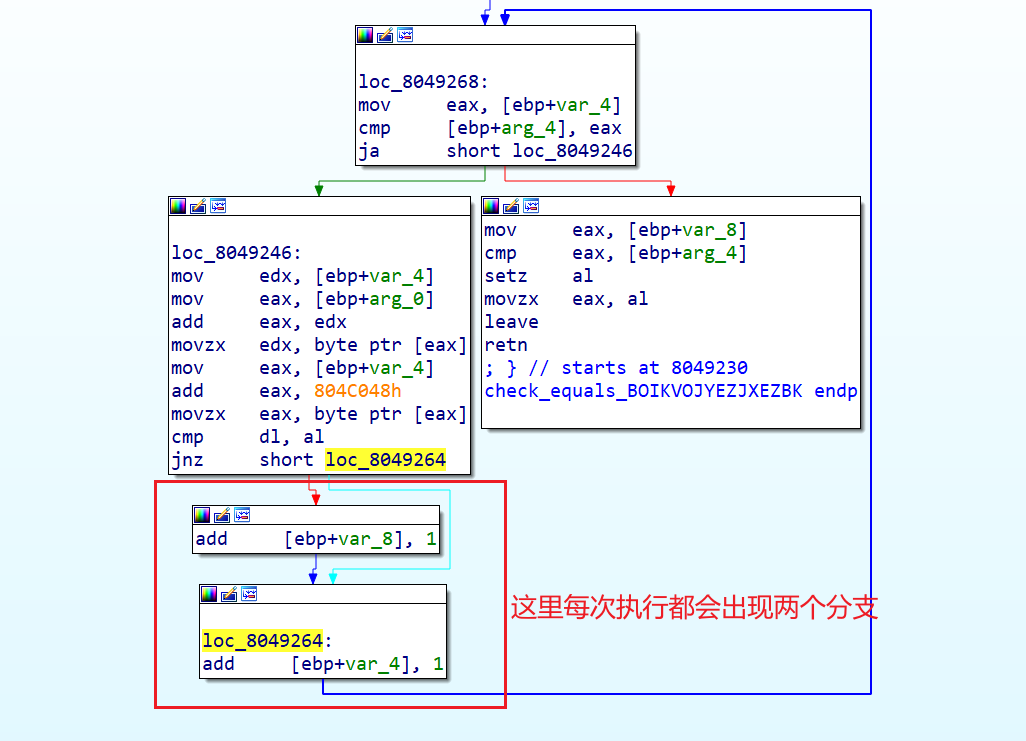 loc_8049268:
mov     eax, [ebp+var_4]
cmp     [ebp+arg_4], eax
ja      short loc_8049246
loc_8049246:
mov     edx, [ebp+var_4]
mov     eax, [ebp+arg_0]
add     eax, edx
movzx   edx, byte ptr [eax]
mov     eax, [ebp+var_4]
add     eax, 804C048h
movzx   eax, byte ptr [eax]
cmp     dl, al
jnz     short loc_8049264
mov     eax, [ebp+var_8]
cmp     eax, [ebp+arg_4]
setz    al
movzx   eax, al
leave
retn
; } // starts at 8049230
check_equals_BOIKVOJYEZJXEZBK endp
add     [ebp+var_8], 1
loc_8049264:
add     [ebp+var_4], 1
这里每次执行都会出现两个分支